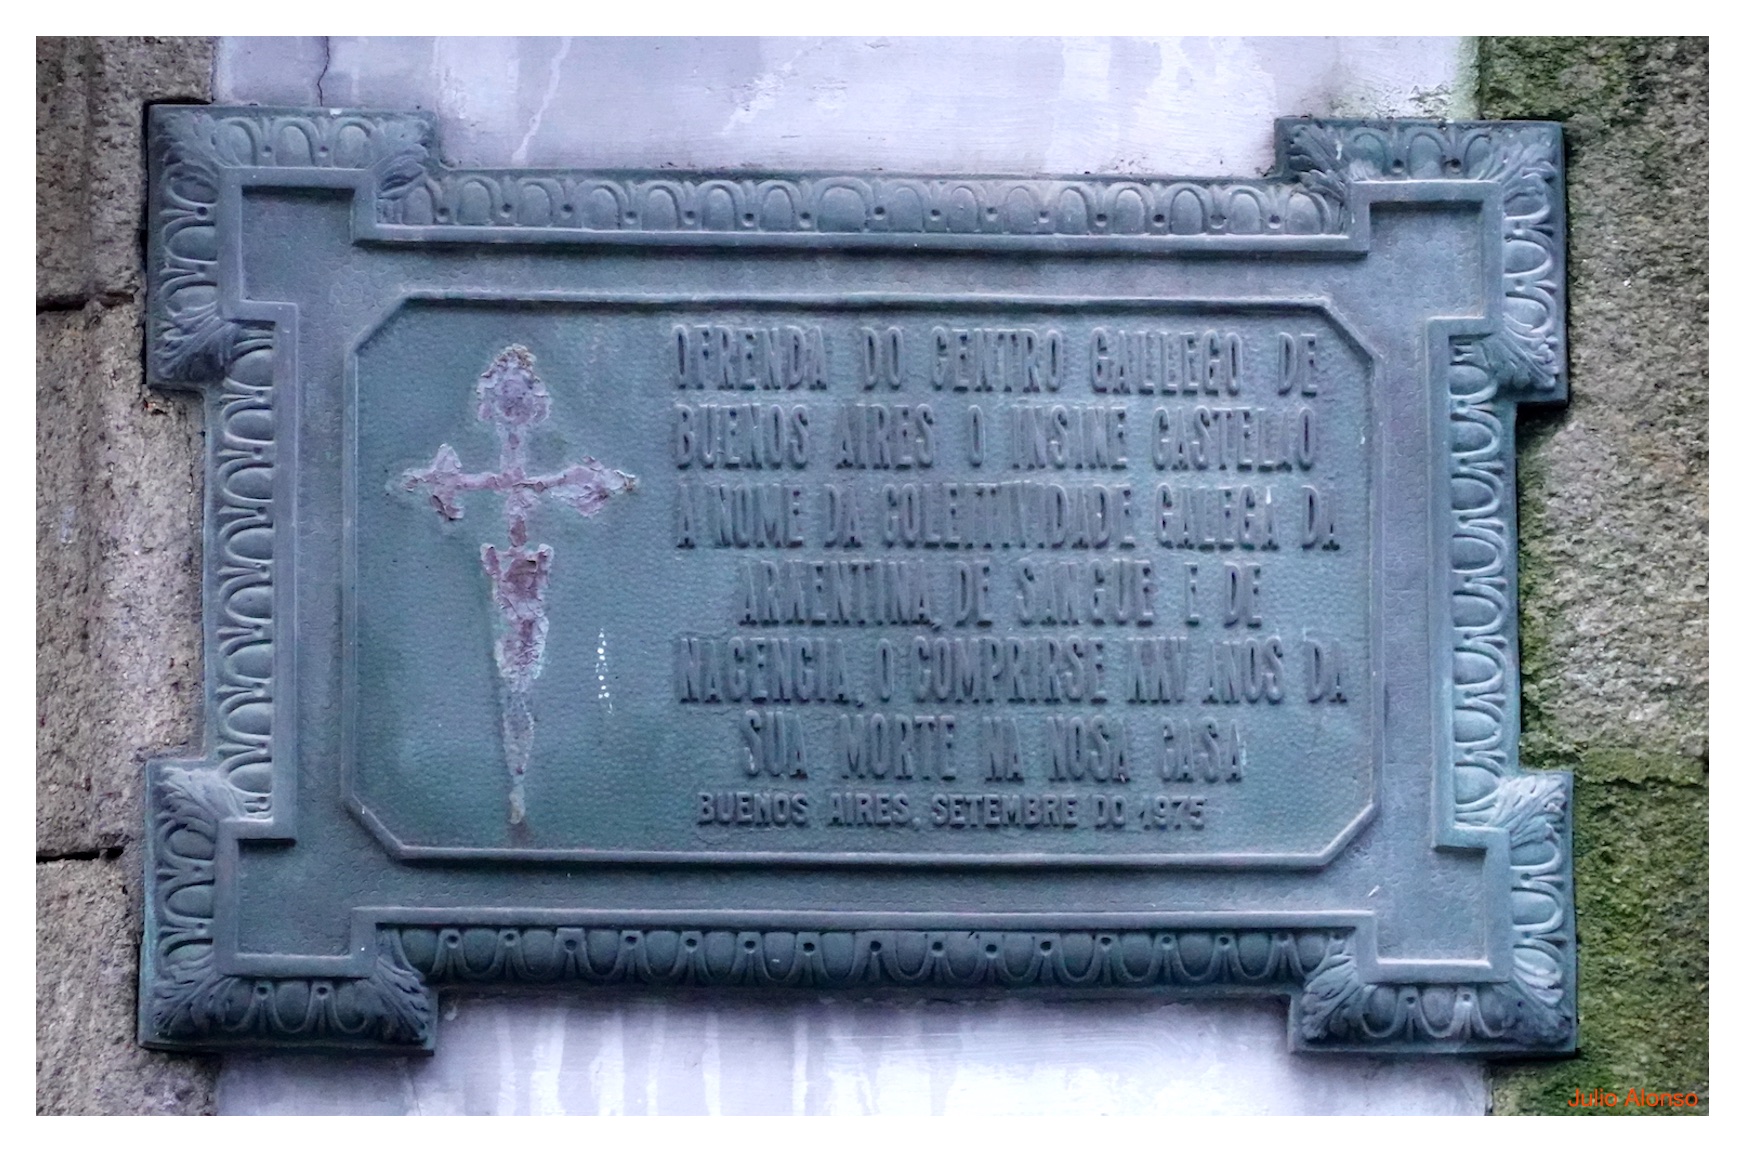 OFRENDA DO CENTRO GALLEGO DE
BUENOS AIRES O INSINE CASTELAO
A NOME DA COLEITIVIDADE GALEGA DA
ARXENTINA, DE SANGUE E DE
NACENCIA, O COMPRIRSE XXV ANOS DA
SUA MORTE NA NOSA CASA
BUENOS AIRES, SETEMBRE DO 1975
Julio Alonso